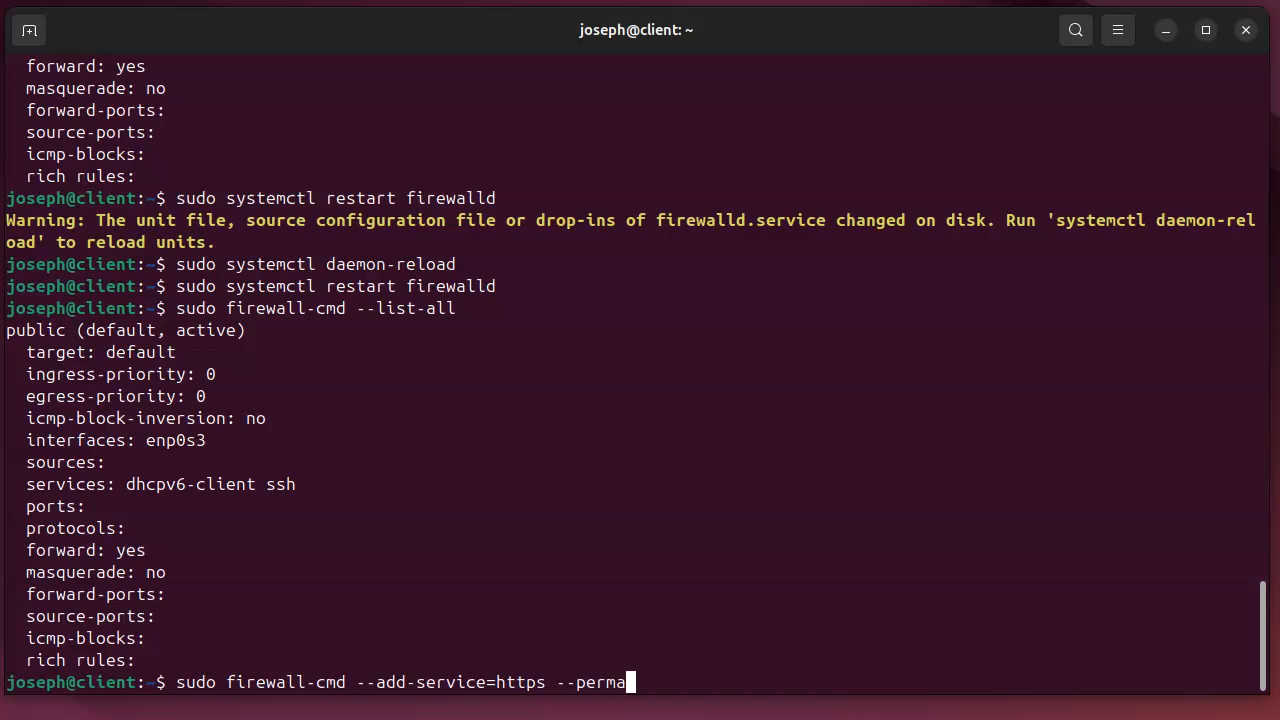 joseph@client: ~
forward: yes
masquerade: no
forward-ports:
source-ports:
icmp-blocks:
rich rules:
joseph@client:~$ sudo systemctl restart firewalld
Warning: The unit file, source configuration file or drop-ins of firewalld.service changed on disk. Run 'systemctl daemon-rel
oad' to reload units.
joseph@client:~$ sudo systemctl daemon-reload
joseph@client:~$ sudo systemctl restart firewalld
joseph@client:~$ sudo firewall-cmd --list-all
public (default, active)
target: default
ingress-priority: 0
egress-priority: 0
icmp-block-inversion: no
interfaces: enp0s3
sources:
services: dhcpv6-client ssh
ports:
protocols:
forward: yes
masquerade: no
forward-ports:
source-ports:
icmp-blocks:
rich rules:
joseph@client:~$ sudo firewall-cmd --add-service=https --perma